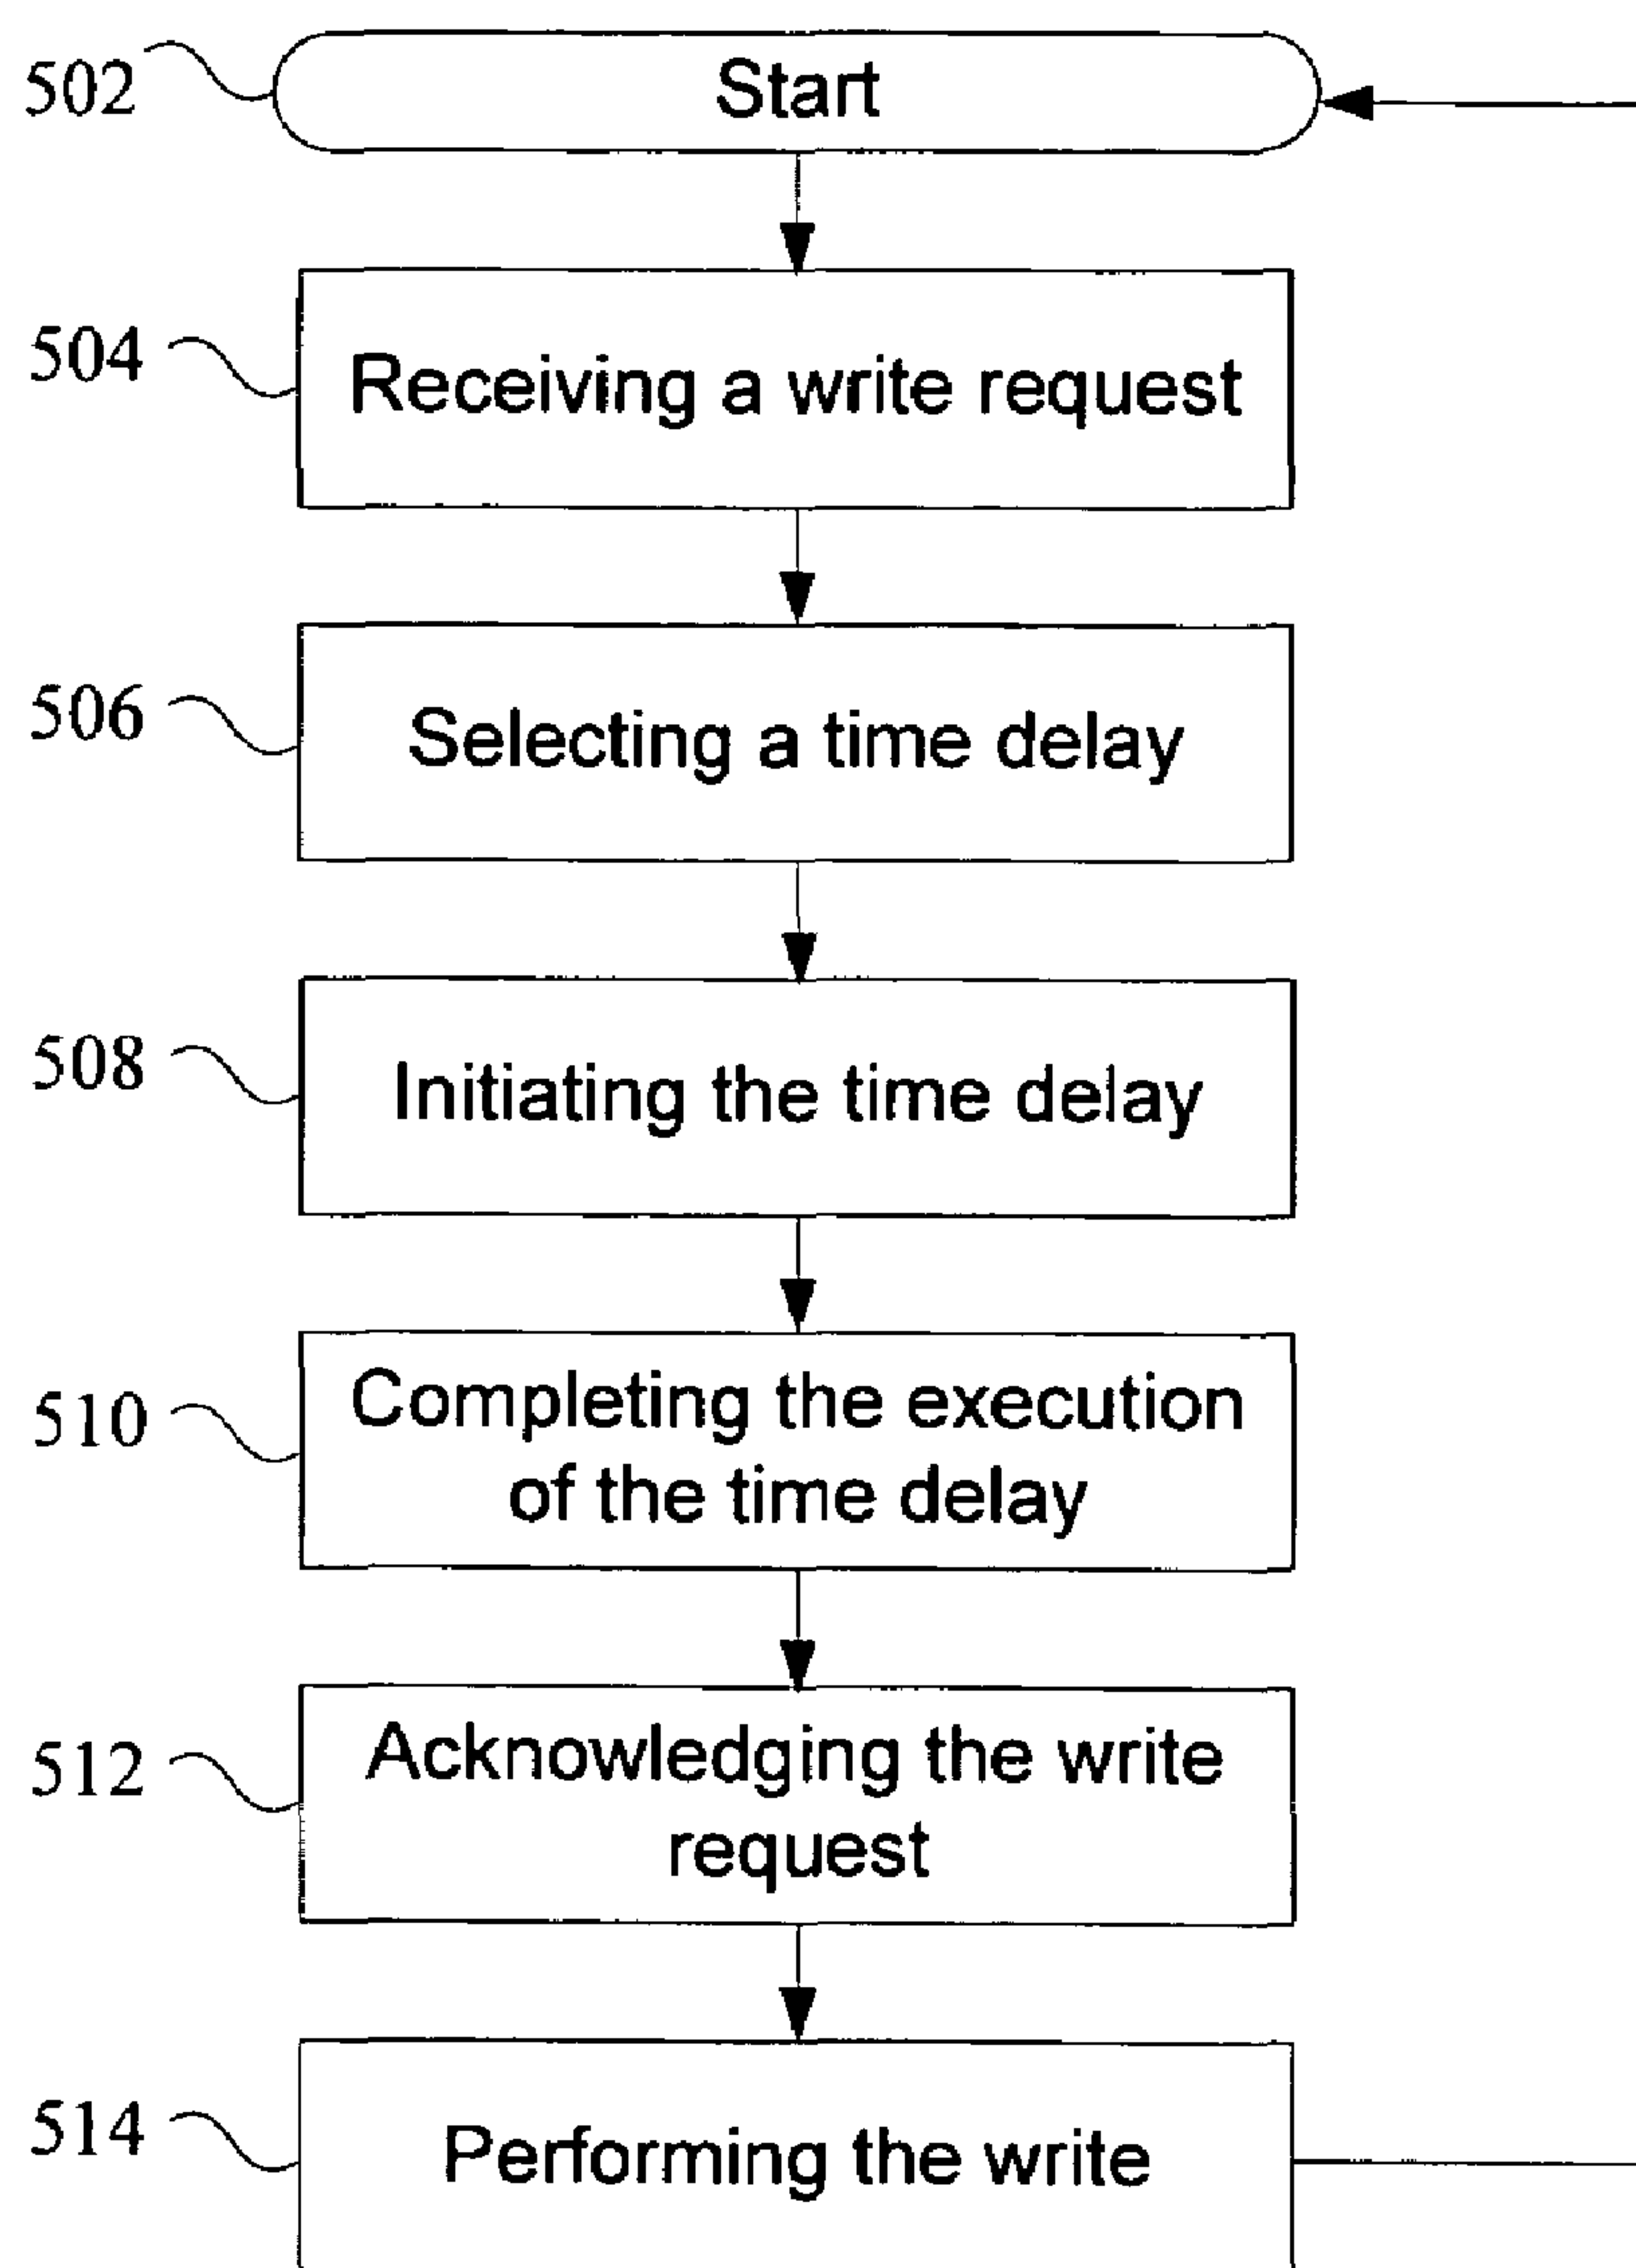 502
Start
504
Receiving a write request
506
Selecting a time delay
508
Initiating the time delay
510
Completing the execution
of the time delay
512
Acknowledging the write
request
514
Performing the write